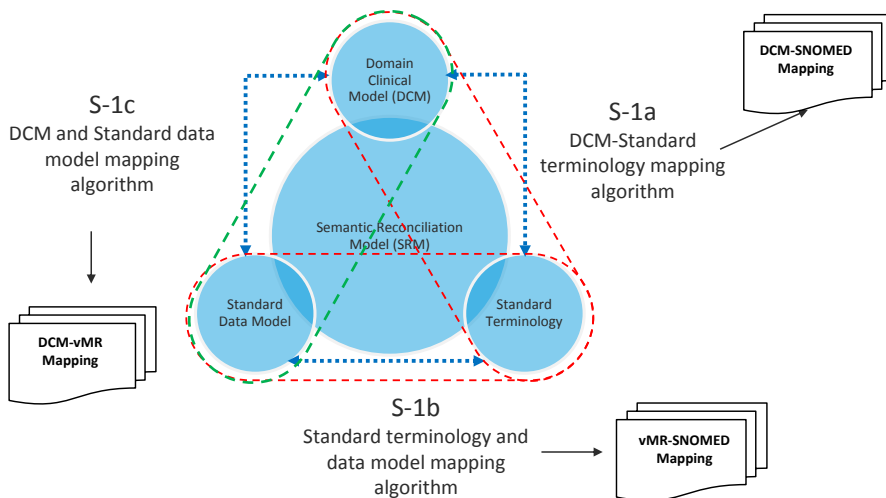 Domain
Clinical
Model (DCM)
DCM-SNOMED
Mapping
S-1c
DCM and Standard data
model mapping
algorithm
S-1a
DCM-Standard
terminology mapping
algorithm
Semantic Reconciliation
Model (SRM)
Standard
Data Model
Standard
Terminology
DCM-vMR
Mapping
S-1b
Standard terminology and
data model mapping
algorithm
vMR-SNOMED
Mapping